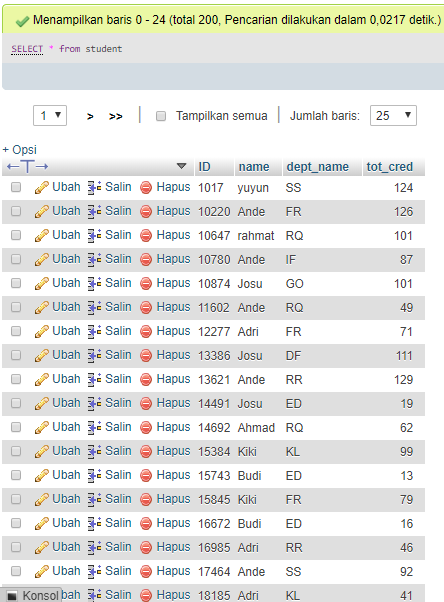 Menampilkan baris 0 - 24 (total 200, Pencarian dilakukan dalam 0,0217 detik.)
SELECT * from student
1 > >> | Tampilkan semua | Jumlah baris: 25
+ Opsi
←T→ ID name dept_name tot_cred
Ubah Salin Hapus 1017 yuyun SS 124
Ubah Salin Hapus 10220 Ande FR 126
Ubah Salin Hapus 10647 rahmat RQ 101
Ubah Salin Hapus 10780 Ande IF 87
Ubah Salin Hapus 10874 Josu GO 101
Ubah Salin Hapus 11602 Ande RQ 49
Ubah Salin Hapus 12277 Adri FR 71
Ubah Salin Hapus 13386 Josu DF 111
Ubah Salin Hapus 13621 Ande RR 129
Ubah Salin Hapus 14491 Josu ED 19
Ubah Salin Hapus 14692 Ahmad RQ 62
Ubah Salin Hapus 15384 Kiki KL 99
Ubah Salin Hapus 15743 Budi ED 13
Ubah Salin Hapus 15845 Kiki FR 79
Ubah Salin Hapus 16672 Budi ED 16
Ubah Salin Hapus 16985 Adri RR 46
Ubah Salin Hapus 17464 Ande SS 92
Konsol Salin Hapus 18185 Adri KL 41